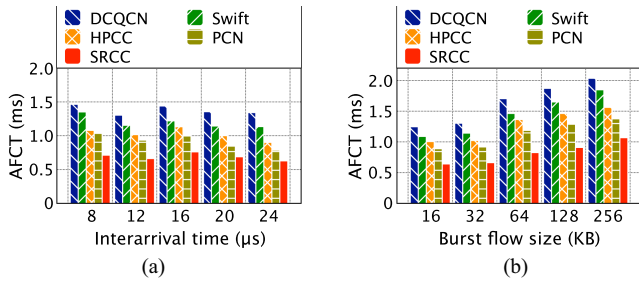 DCQCN Swift
HPCC PCN
SRCC
2.0
1.5
1.0
0.5
0
AFCT (ms)
8 12 16 20 24
Interarrival time (μs)
(a)
DCQCN Swift
HPCC PCN
SRCC
2.0
1.5
1.0
0.5
0
AFCT (ms)
16 32 64 128 256
Burst flow size (KB)
(b)